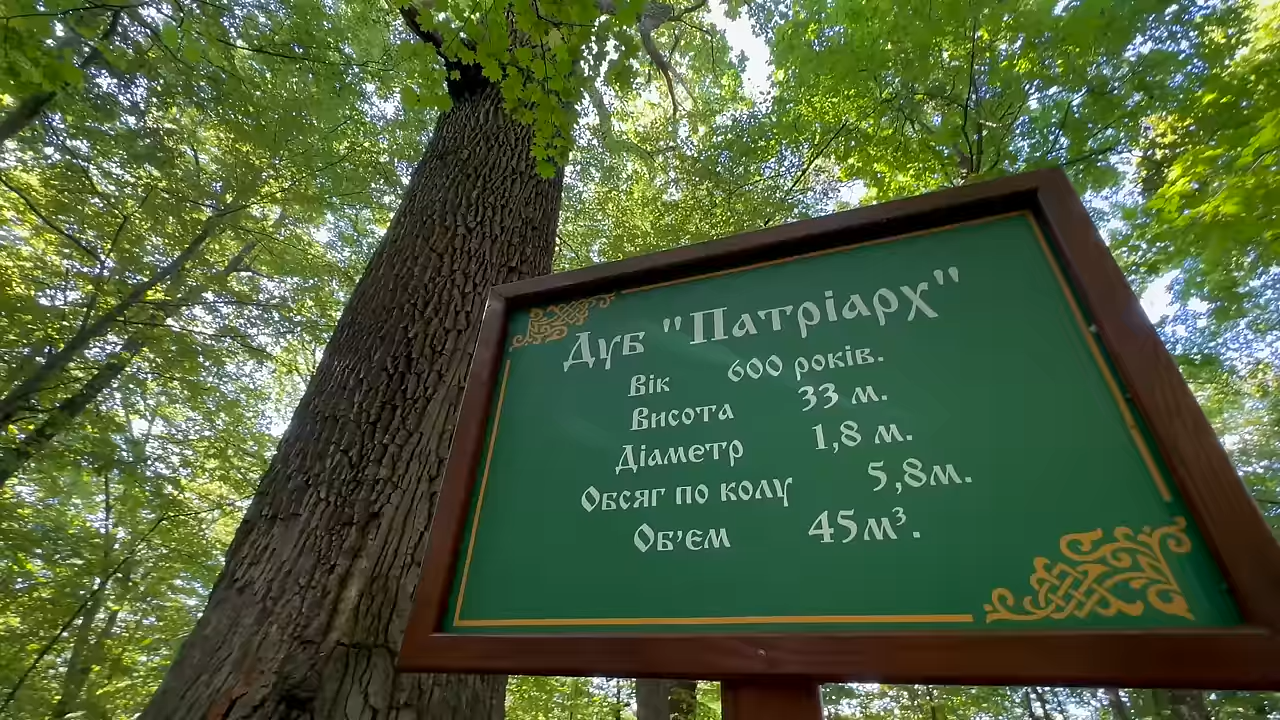 Дуб "Патріарх"
Вік 600 років.
Висота 33 м.
Діаметр 1,8 м.
Обсяг по колу 5,8м.
Об'єм 45м³.